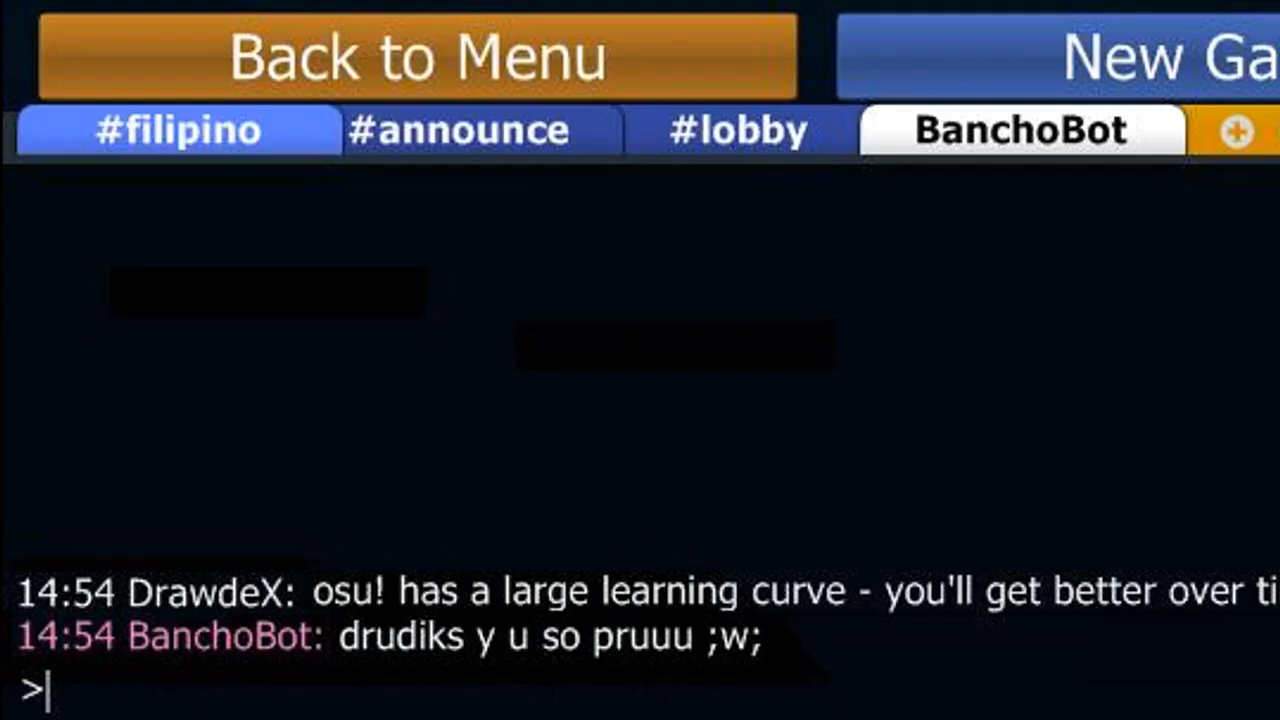 Back to Menu New Ga
#filipino #announce #lobby BanchoBot
14:54 DrawdeX: osu! has a large learning curve - you'll get better over ti
14:54 BanchoBot: drudiks y u so pruuu ;w;
>